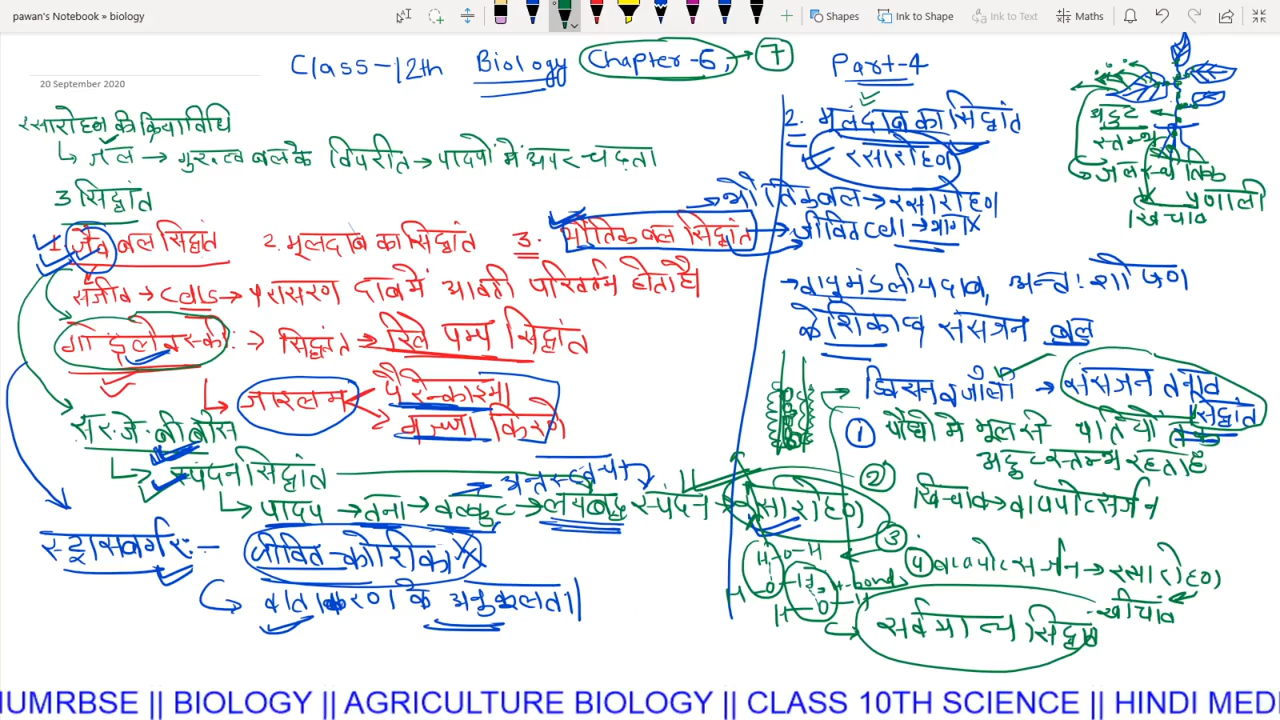 pawan's Notebook » biology
Shapes
Ink to Shape
Ink to Text
Maths
20 September 2020
Class-12th Biology Chapter-6, → 7 Part-4
रसारोहण की क्रियाविधि
जल → गुरुत्व बल के विपरीत → पादपों में ऊपर चढ़ता
3 सिद्धांत
1. जैव बल सिद्धांत 2. मूलदाब का सिद्धांत 3. भौतिक बल सिद्धांत
सजीव → Cells → परासरण दाब में आवर्ती परिवर्तन होता है
गोडलेवस्की :→ सिद्धांत → रिले पम्प सिद्धांत
जाइलम पैरेन्काइमा
मज्जा किरण
सर जे. सी बोस
स्पंदन सिद्धांत
पादप → तना → वल्कुट → लयबद्ध स्पंदन → रसारोहण
स्ट्रासबर्गर :- जीवित कोशिका X
वातावरण के अनुकूलता
2. मूलदाब का सिद्धांत
रसारोहण
→ भौतिक बल → रसारोहण
जीवित Cell → भाग X
→ वायुमंडलीय दाब, अन्तः शोषण
केशिका व संसजन बल
→ डिक्सन व जौली → संसजन तनाव सिद्धांत
① पौधों में मूल से पत्तियों तक
अटूट स्तम्भ रहता है
② खिंचाव → वाष्पोत्सर्जन
③
④ वाष्पोत्सर्जन → रसारोहण
खींचाव
सर्वमान्य सिद्धांत
H-O-H
H-bonds
अटूट
स्तम्भ
जल स्थैतिक
प्रणाली
खिंचाव
UMRBSE || BIOLOGY || AGRICULTURE BIOLOGY || CLASS 10TH SCIENCE || HINDI MED